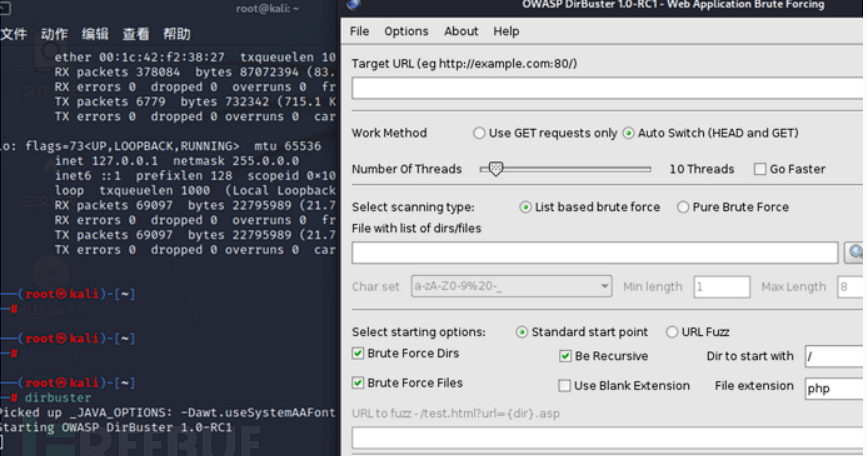 root@kali: ~
文件 动作 编辑 查看 帮助
ether 00:1c:42:f2:38:27 txqueuelen 10
RX packets 378084 bytes 87072394 (83.
RX errors 0 dropped 0 overruns 0 fr
TX packets 6779 bytes 732342 (715.1 K
TX errors 0 dropped 0 overruns 0 car
lo: flags=73<UP,LOOPBACK,RUNNING> mtu 65536
inet 127.0.0.1 netmask 255.0.0.0
inet6 ::1 prefixlen 128 scopeid 0×10
loop txqueuelen 1000 (Local Loopback
RX packets 69097 bytes 22795989 (21.7
RX errors 0 dropped 0 overruns 0 fr
TX packets 69097 bytes 22795989 (21.7
TX errors 0 dropped 0 overruns 0 car
(root㉿kali)-[~]
#
(root㉿kali)-[~]
#
(root㉿kali)-[~]
# dirbuster
Picked up _JAVA_OPTIONS: -Dawt.useSystemAAFont
Starting OWASP DirBuster 1.0-RC1
REEBUF
OWASP DirBuster 1.0-RC1 - Web Application Brute Forcing
File Options About Help
Target URL (eg http://example.com:80/)
Work Method Use GET requests only Auto Switch (HEAD and GET)
Number Of Threads 10 Threads Go Faster
Select scanning type: List based brute force Pure Brute Force
File with list of dirs/files
Char set a-zA-Z0-9%20-_ Min length 1 Max Length 8
Select starting options: Standard start point URL Fuzz
Brute Force Dirs Be Recursive Dir to start with /
Brute Force Files Use Blank Extension File extension php
URL to fuzz - /test.html?url={dir}.asp